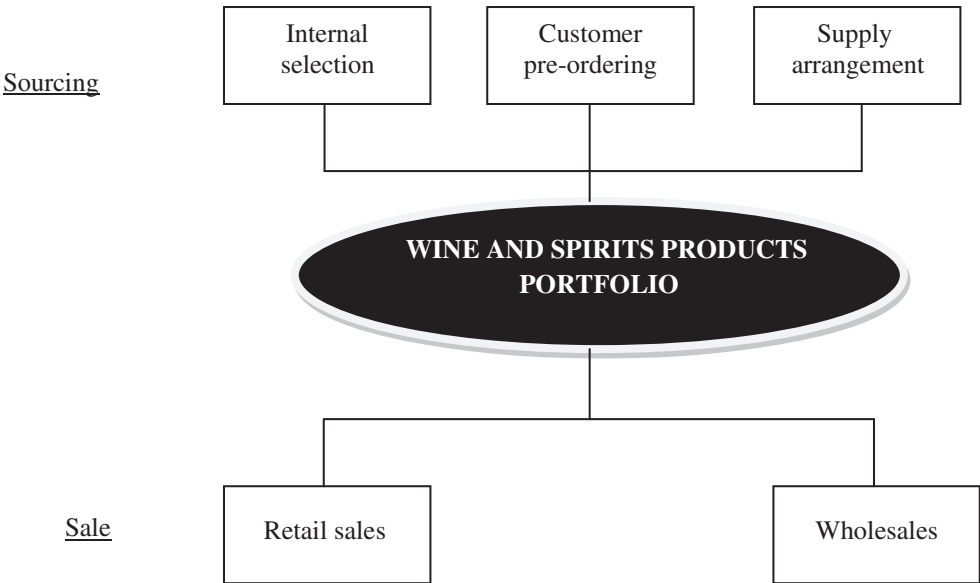 Internal
selection
Customer
pre-ordering
Supply
arrangement
Sourcing
WINE AND SPIRITS PRODUCTS
PORTFOLIO
Sale
Retail sales
Wholesales